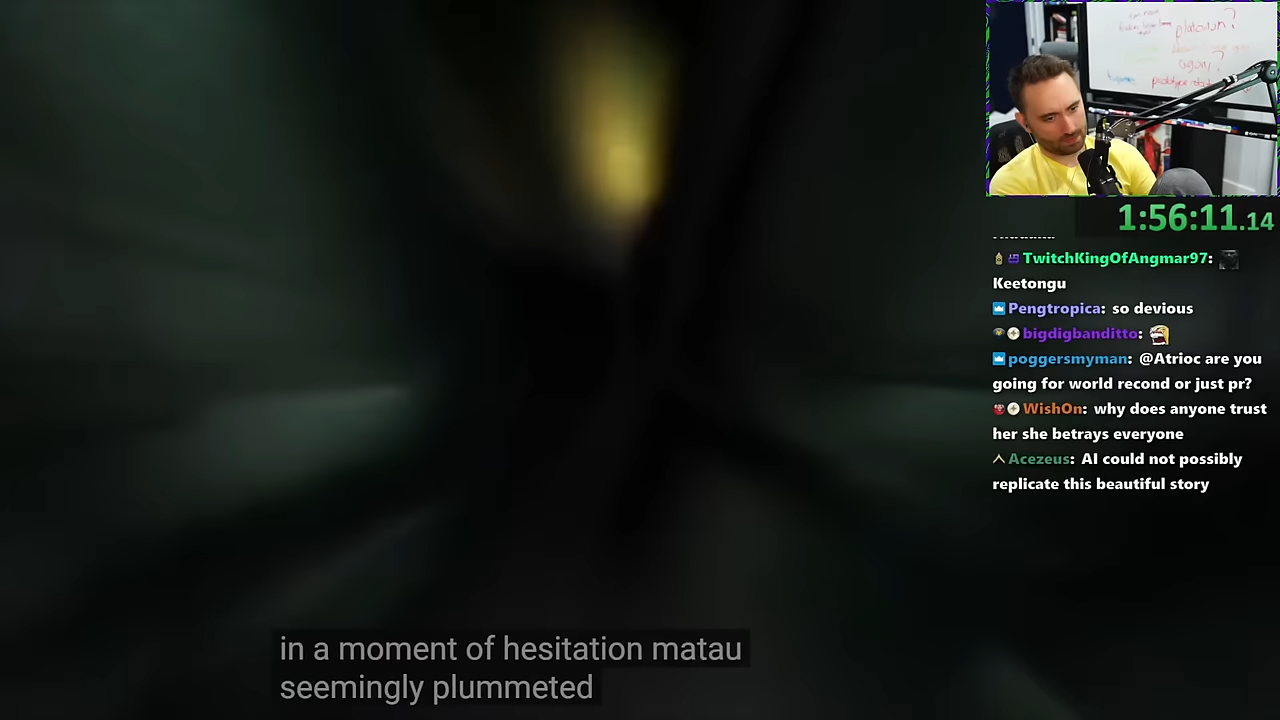 platatun?
1:56:11.14
TwitchKingOfAngmar97:
Keetongu
Pengtropica: so devious
bigdigbanditto:
poggersmyman: @Atrioc are you
going for world recond or just pr?
WishOn: why does anyone trust
her she betrays everyone
Acezeus: AI could not possibly
replicate this beautiful story
in a moment of hesitation matau
seemingly plummeted